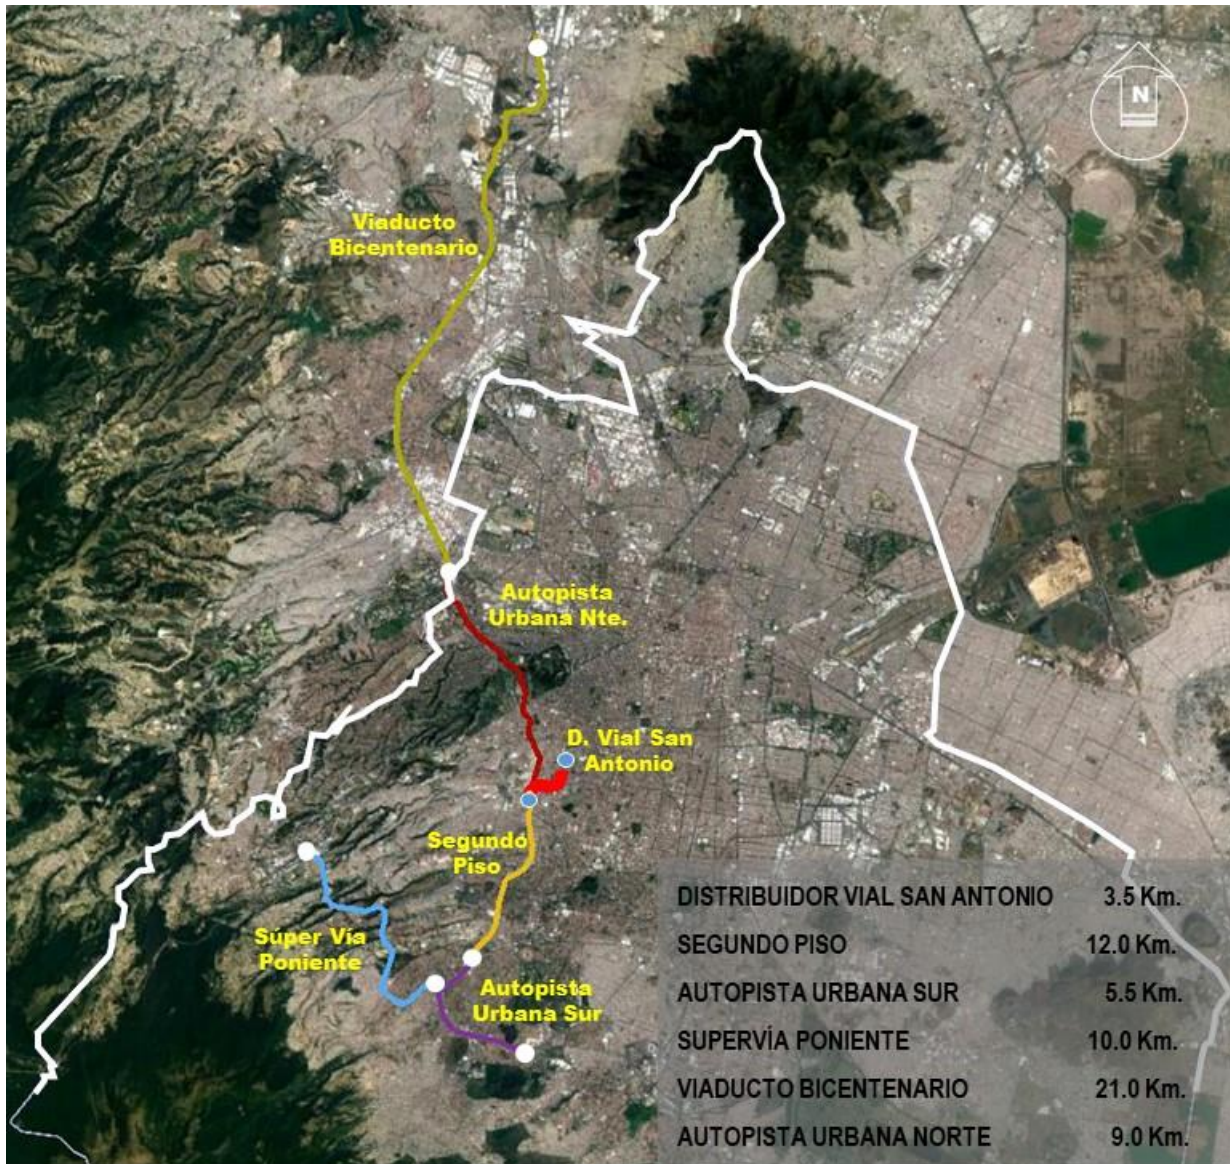 N
Viaducto
Bicentenario
Autopista
Urbana Nte.
D. Vial San
Antonio
Segundo
Piso
Súper Vía
Poniente
Autopista
Urbana Sur
DISTRIBUIDOR VIAL SAN ANTONIO 3.5 Km.
SEGUNDO PISO 12.0 Km.
AUTOPISTA URBANA SUR 5.5 Km.
SUPERVÍA PONIENTE 10.0 Km.
VIADUCTO BICENTENARIO 21.0 Km.
AUTOPISTA URBANA NORTE 9.0 Km.